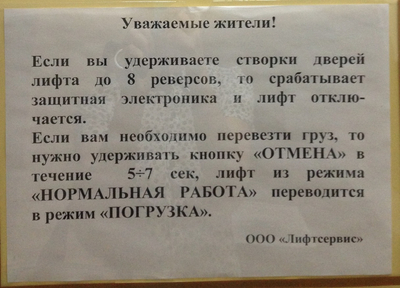 Уважаемые жители!
Если вы удерживаете створки дверей
лифта до 8 реверсов, то срабатывает
защитная электроника и лифт отклю-
чается.
Если вам необходимо перевезти груз, то
нужно удерживать кнопку «ОТМЕНА» в
течение 5÷7 сек, лифт из режима
«НОРМАЛЬНАЯ РАБОТА» переводится
в режим «ПОГРУЗКА».
ООО «Лифтсервис»